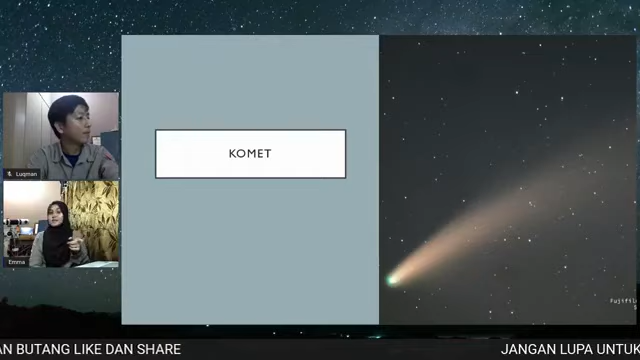 KOMET
Luqman
Emma
AN BUTANG LIKE DAN SHARE
JANGAN LUPA UNTUK